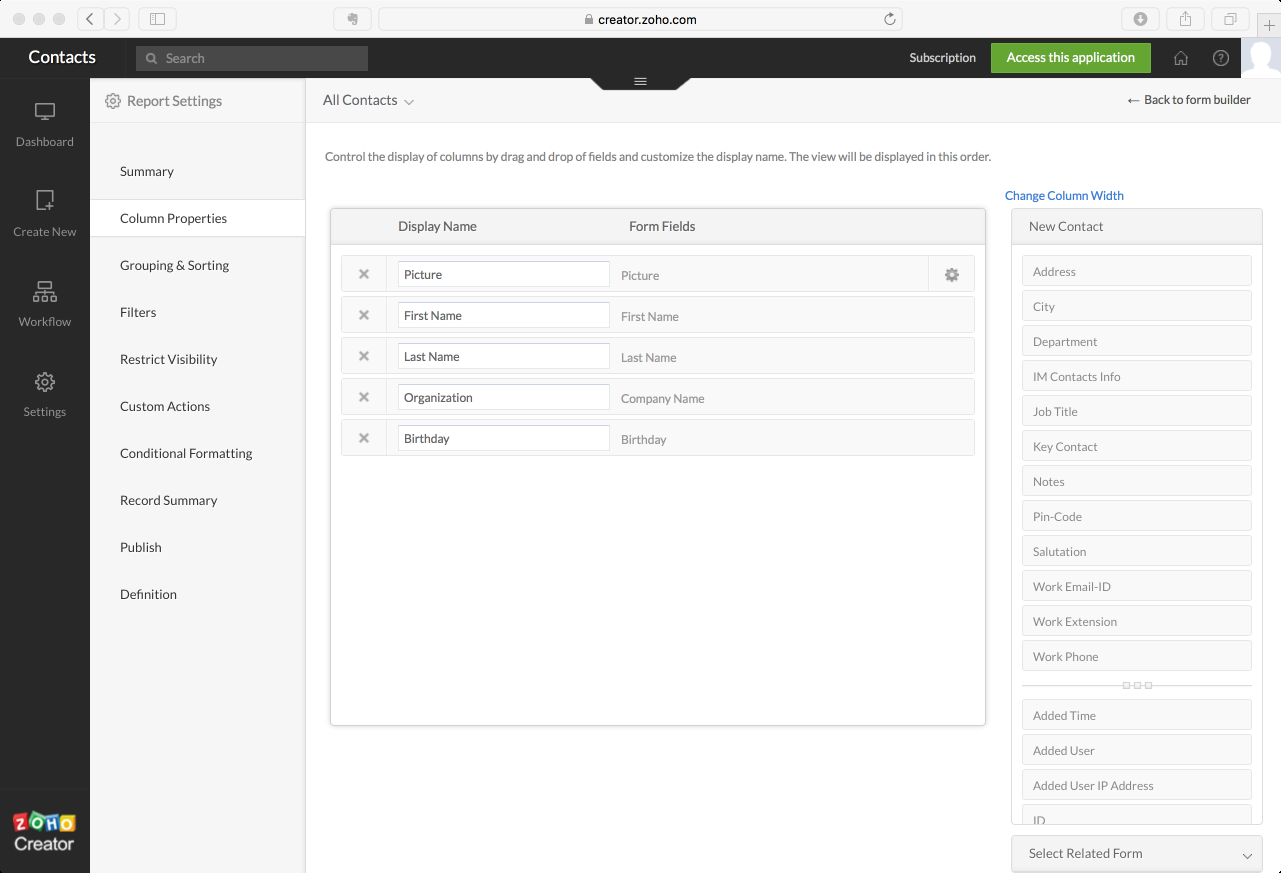 creator.zoho.com
Contacts
Search
Subscription
Access this application
Dashboard
Create New
Workflow
Settings
ZOHO
Creator
Report Settings
Summary
Column Properties
Grouping & Sorting
Filters
Restrict Visibility
Custom Actions
Conditional Formatting
Record Summary
Publish
Definition
All Contacts
← Back to form builder
Control the display of columns by drag and drop of fields and customize the display name. The view will be displayed in this order.
Change Column Width
Display Name Form Fields
Picture Picture
First Name First Name
Last Name Last Name
Organization Company Name
Birthday Birthday
New Contact
Address
City
Department
IM Contacts Info
Job Title
Key Contact
Notes
Pin-Code
Salutation
Work Email-ID
Work Extension
Work Phone
Added Time
Added User
Added User IP Address
ID
Select Related Form